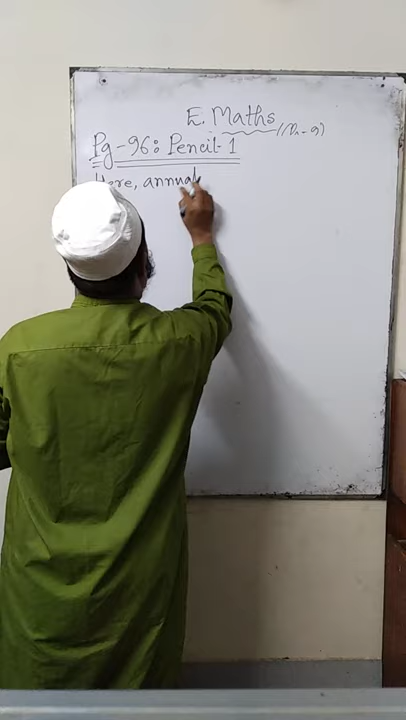 E. Maths
Pg-96: Pencil-1
Here, annual